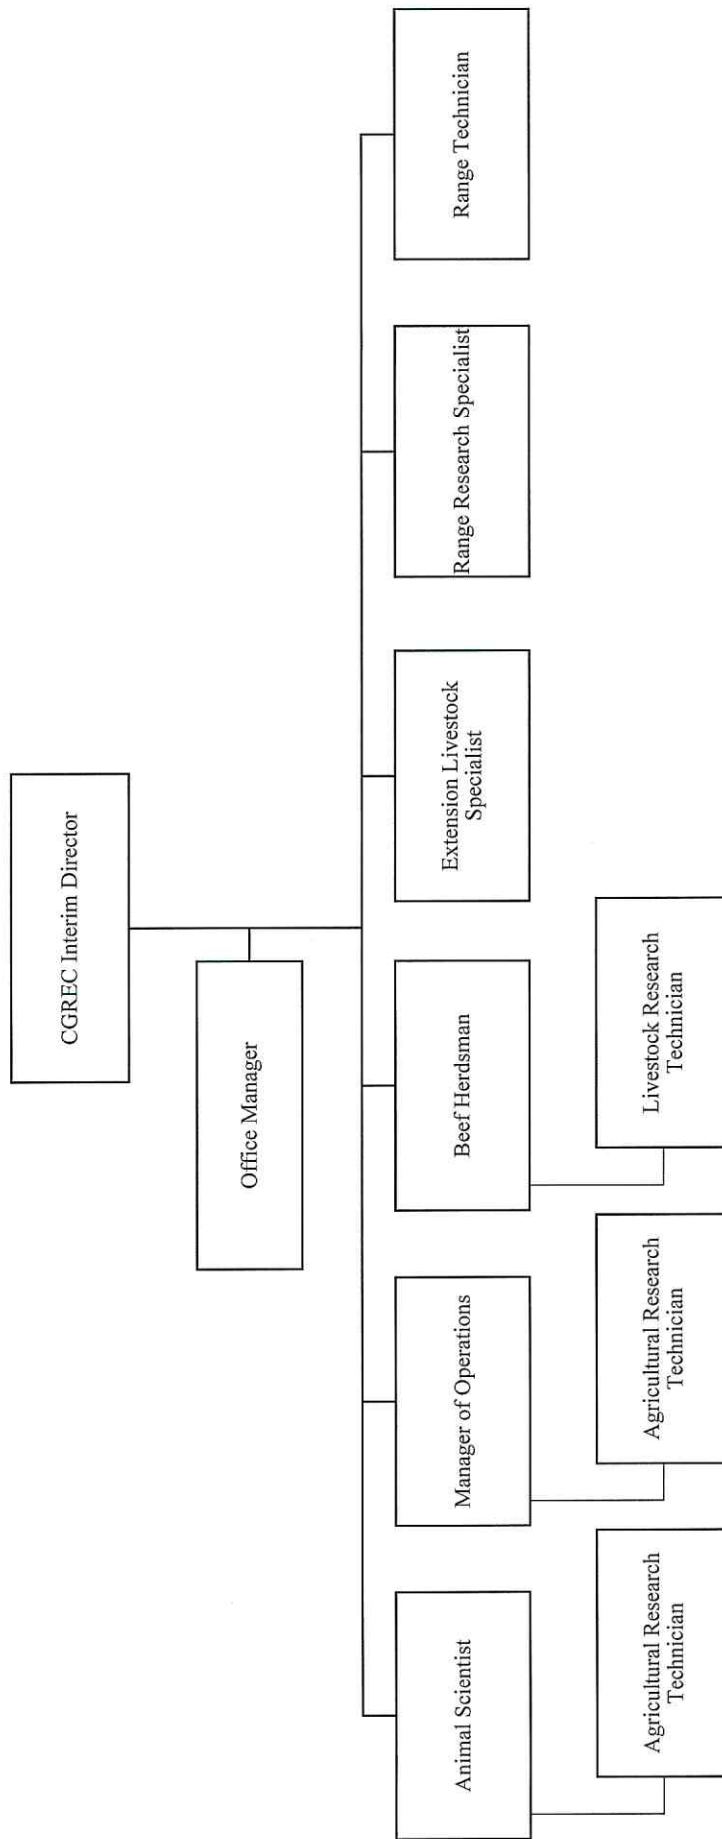 CGREC Interim Director
Office Manager
Animal Scientist
Manager of Operations
Beef Herdsman
Extension Livestock
Specialist
Range Research Specialist
Range Technician
Agricultural Research
Technician
Agricultural Research
Technician
Livestock Research
Technician